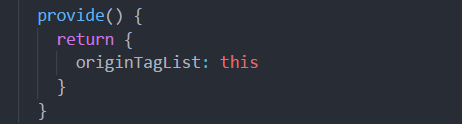 provide() {
  return {
    originTagList: this
  }
}